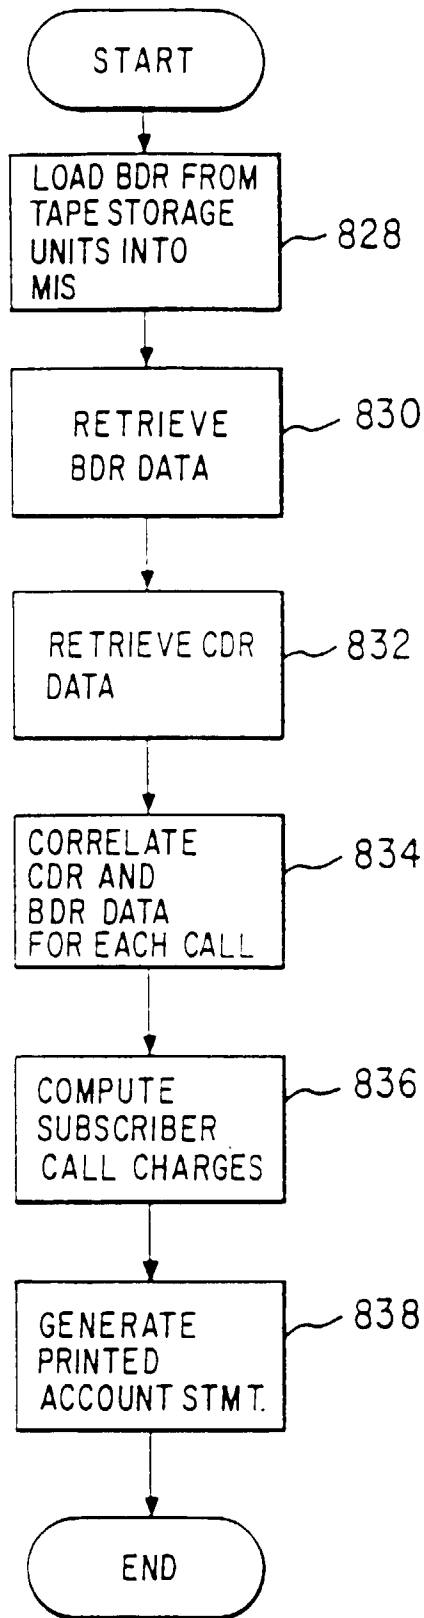 START
LOAD BDR FROM
TAPE STORAGE
UNITS INTO
MIS
828
RETRIEVE
BDR DATA
830
RETRIEVE CDR
DATA
832
CORRELATE
CDR AND
BDR DATA
FOR EACH CALL
834
COMPUTE
SUBSCRIBER
CALL CHARGES
836
GENERATE
PRINTED
ACCOUNT STMT.
838
END